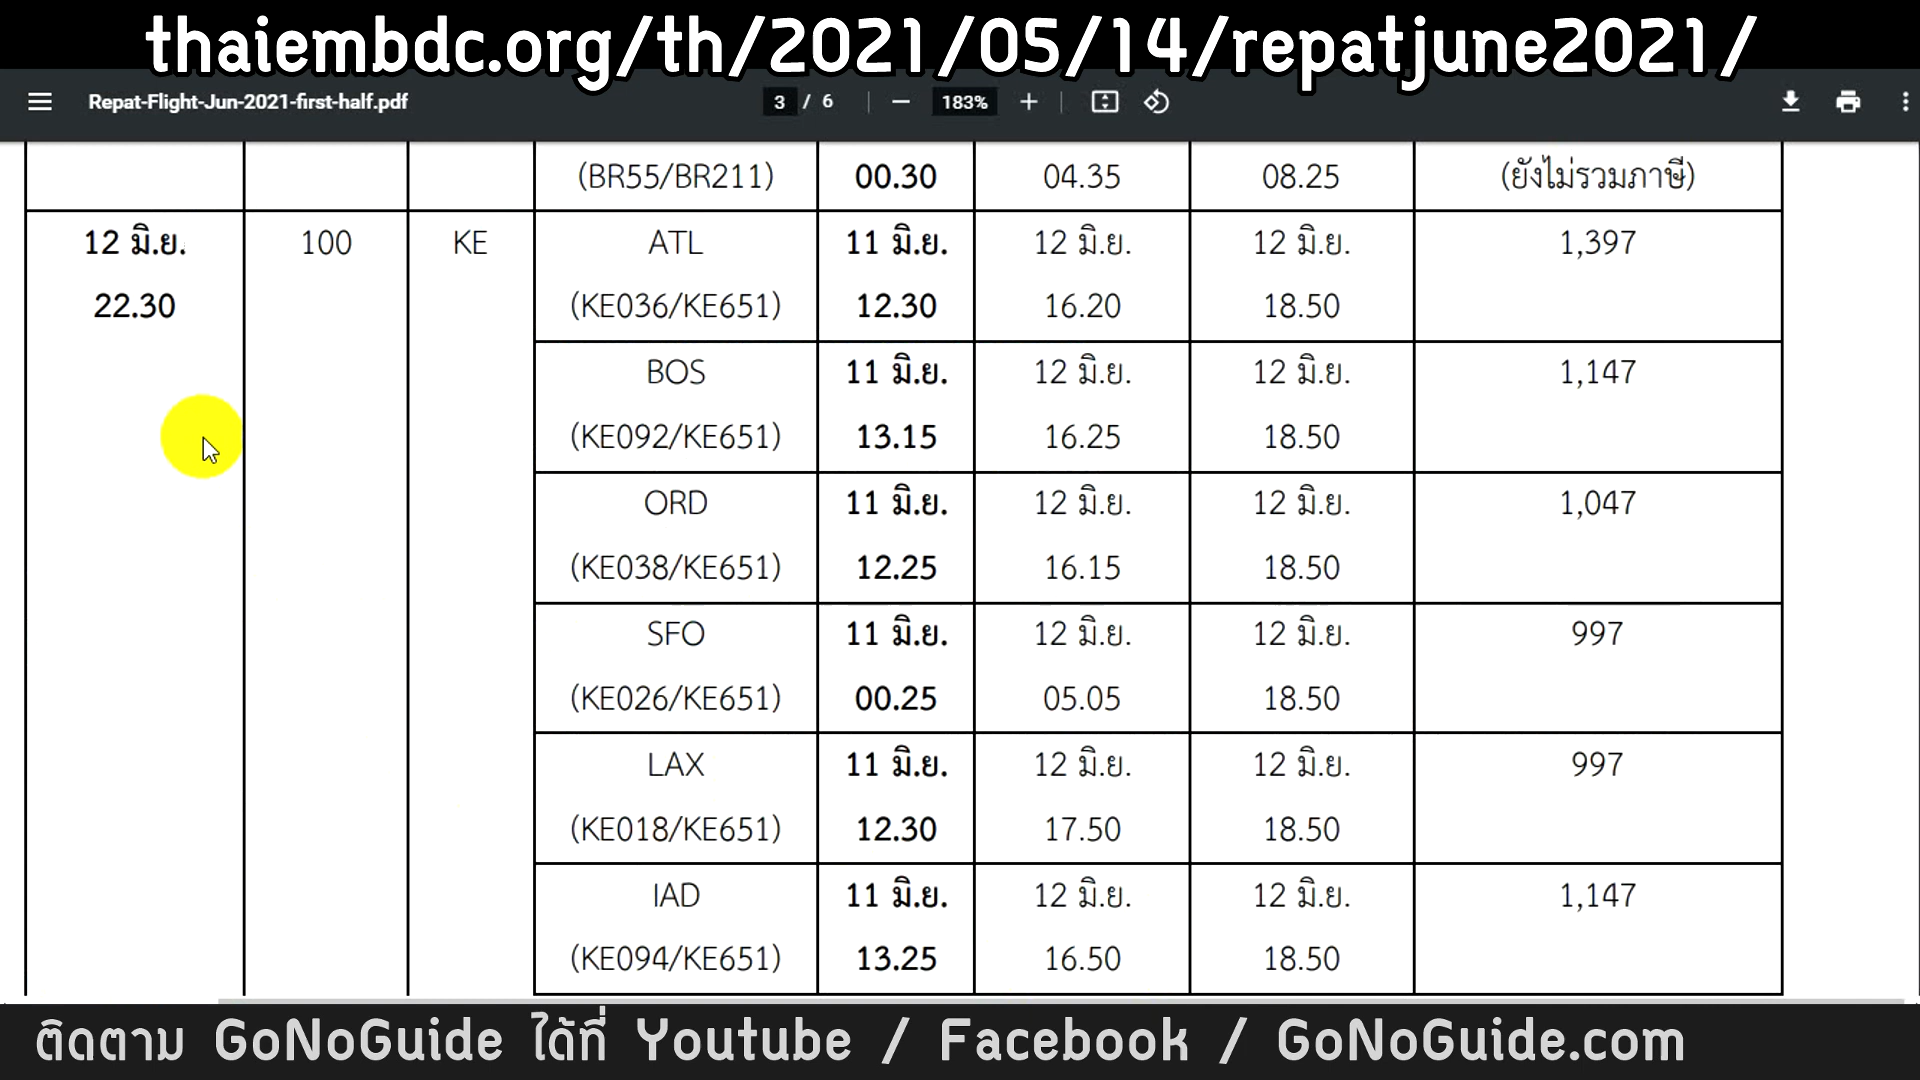 thaiembdc.org/th/2021/05/14/repatjune2021/
Repat-Flight-Jun-2021-first-half.pdf 3 / 6 183%
(BR55/BR211) 00.30 04.35 08.25 (ยังไม่รวมภาษี)
12 มิ.ย. 100 KE ATL 11 มิ.ย. 12 มิ.ย. 12 มิ.ย. 1,397
22.30 (KE036/KE651) 12.30 16.20 18.50
BOS 11 มิ.ย. 12 มิ.ย. 12 มิ.ย. 1,147
(KE092/KE651) 13.15 16.25 18.50
ORD 11 มิ.ย. 12 มิ.ย. 12 มิ.ย. 1,047
(KE038/KE651) 12.25 16.15 18.50
SFO 11 มิ.ย. 12 มิ.ย. 12 มิ.ย. 997
(KE026/KE651) 00.25 05.05 18.50
LAX 11 มิ.ย. 12 มิ.ย. 12 มิ.ย. 997
(KE018/KE651) 12.30 17.50 18.50
IAD 11 มิ.ย. 12 มิ.ย. 12 มิ.ย. 1,147
(KE094/KE651) 13.25 16.50 18.50
ติดตาม GoNoGuide ได้ที่ Youtube / Facebook / GoNoGuide.com